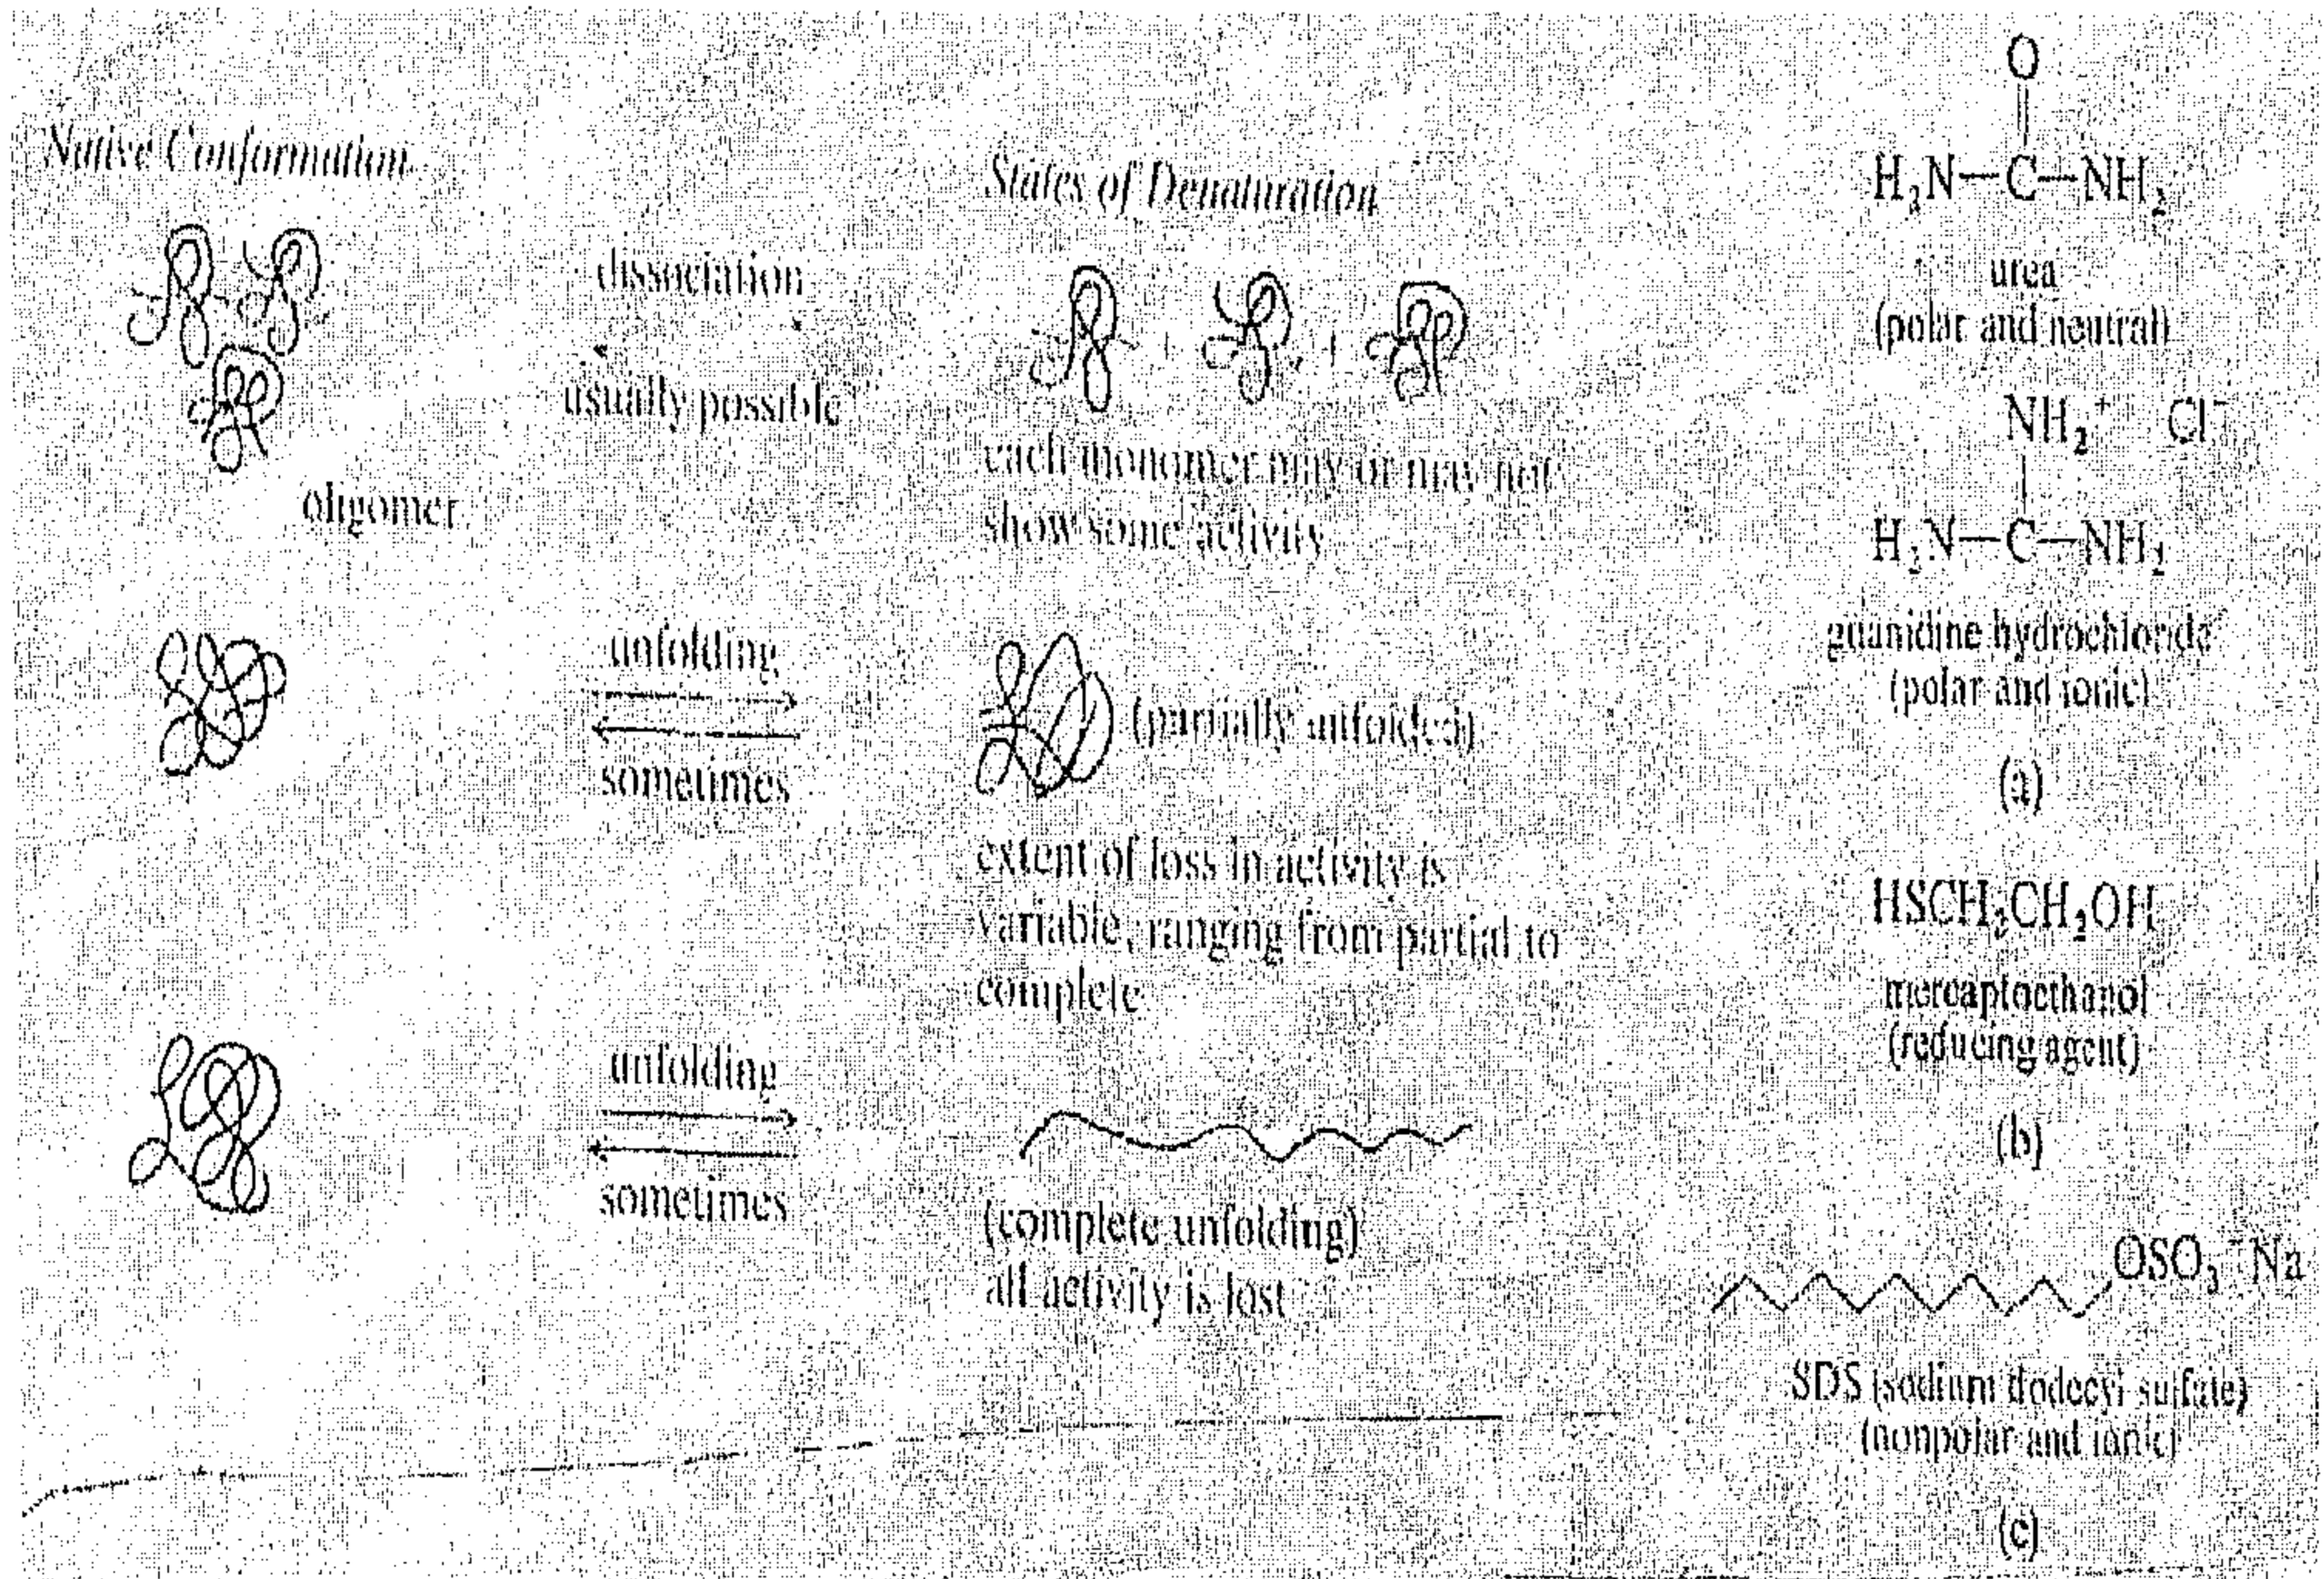 Native Conformation
States of Denaturation
dissociation
usually possible
oligomer
+ +
each monomer may or may not
show some activity
unfolding
sometimes
(partially unfolded)
extent of loss in activity is
variable, ranging from partial to
complete
unfolding
sometimes
(complete unfolding)
all activity is lost
O
H₂N—C—NH₂
urea
(polar and neutral)
NH₂⁺ Cl⁻
H₂N—C—NH₂
guanidine hydrochloride
(polar and ionic)
(a)
HSCH₂CH₂OH
mercaptoethanol
(reducing agent)
(b)
OSO₃⁻Na
SDS (sodium dodecyl sulfate)
(nonpolar and ionic)
(c)